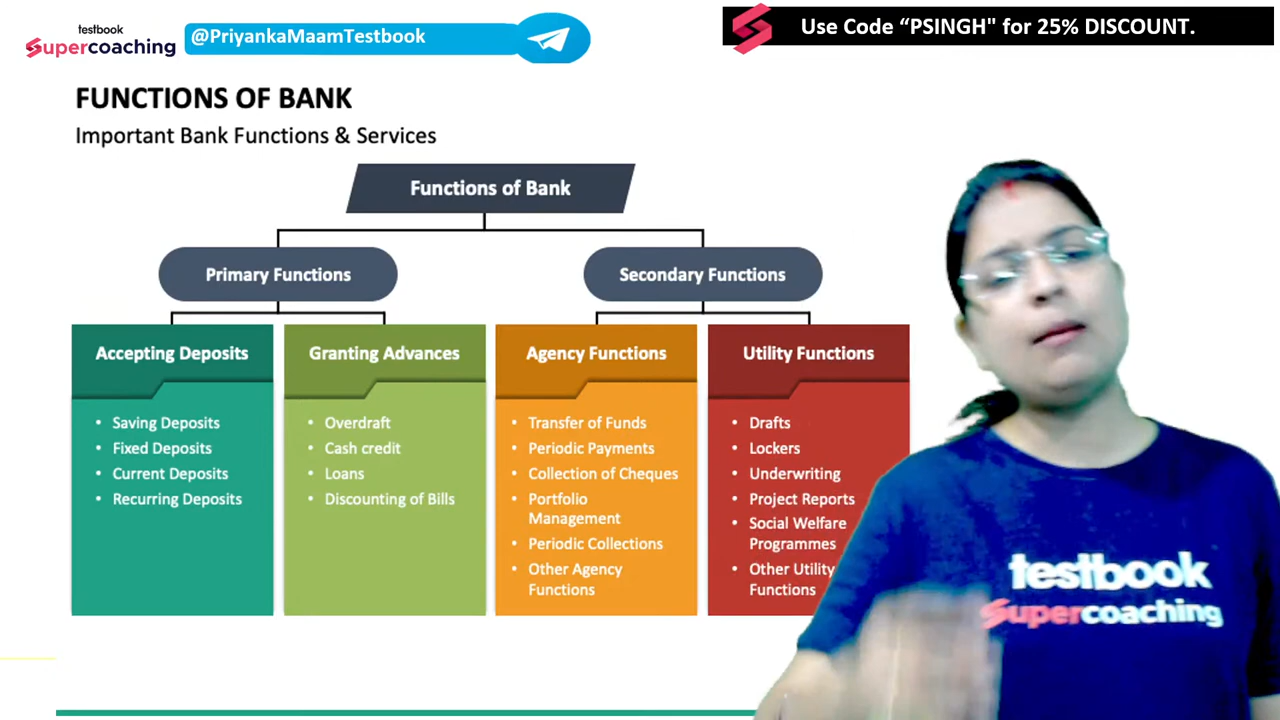 testbook
Supercoaching
@PriyankaMaamTestbook
Use Code “PSINGH" for 25% DISCOUNT.
FUNCTIONS OF BANK
Important Bank Functions & Services
Functions of Bank
Primary Functions
Secondary Functions
Accepting Deposits
• Saving Deposits
• Fixed Deposits
• Current Deposits
• Recurring Deposits
Granting Advances
• Overdraft
• Cash credit
• Loans
• Discounting of Bills
Agency Functions
• Transfer of Funds
• Periodic Payments
• Collection of Cheques
• Portfolio
Management
• Periodic Collections
• Other Agency
Functions
Utility Functions
• Drafts
• Lockers
• Underwriting
• Project Reports
• Social Welfare
Programmes
• Other Utility
Functions
testbook
Supercoaching